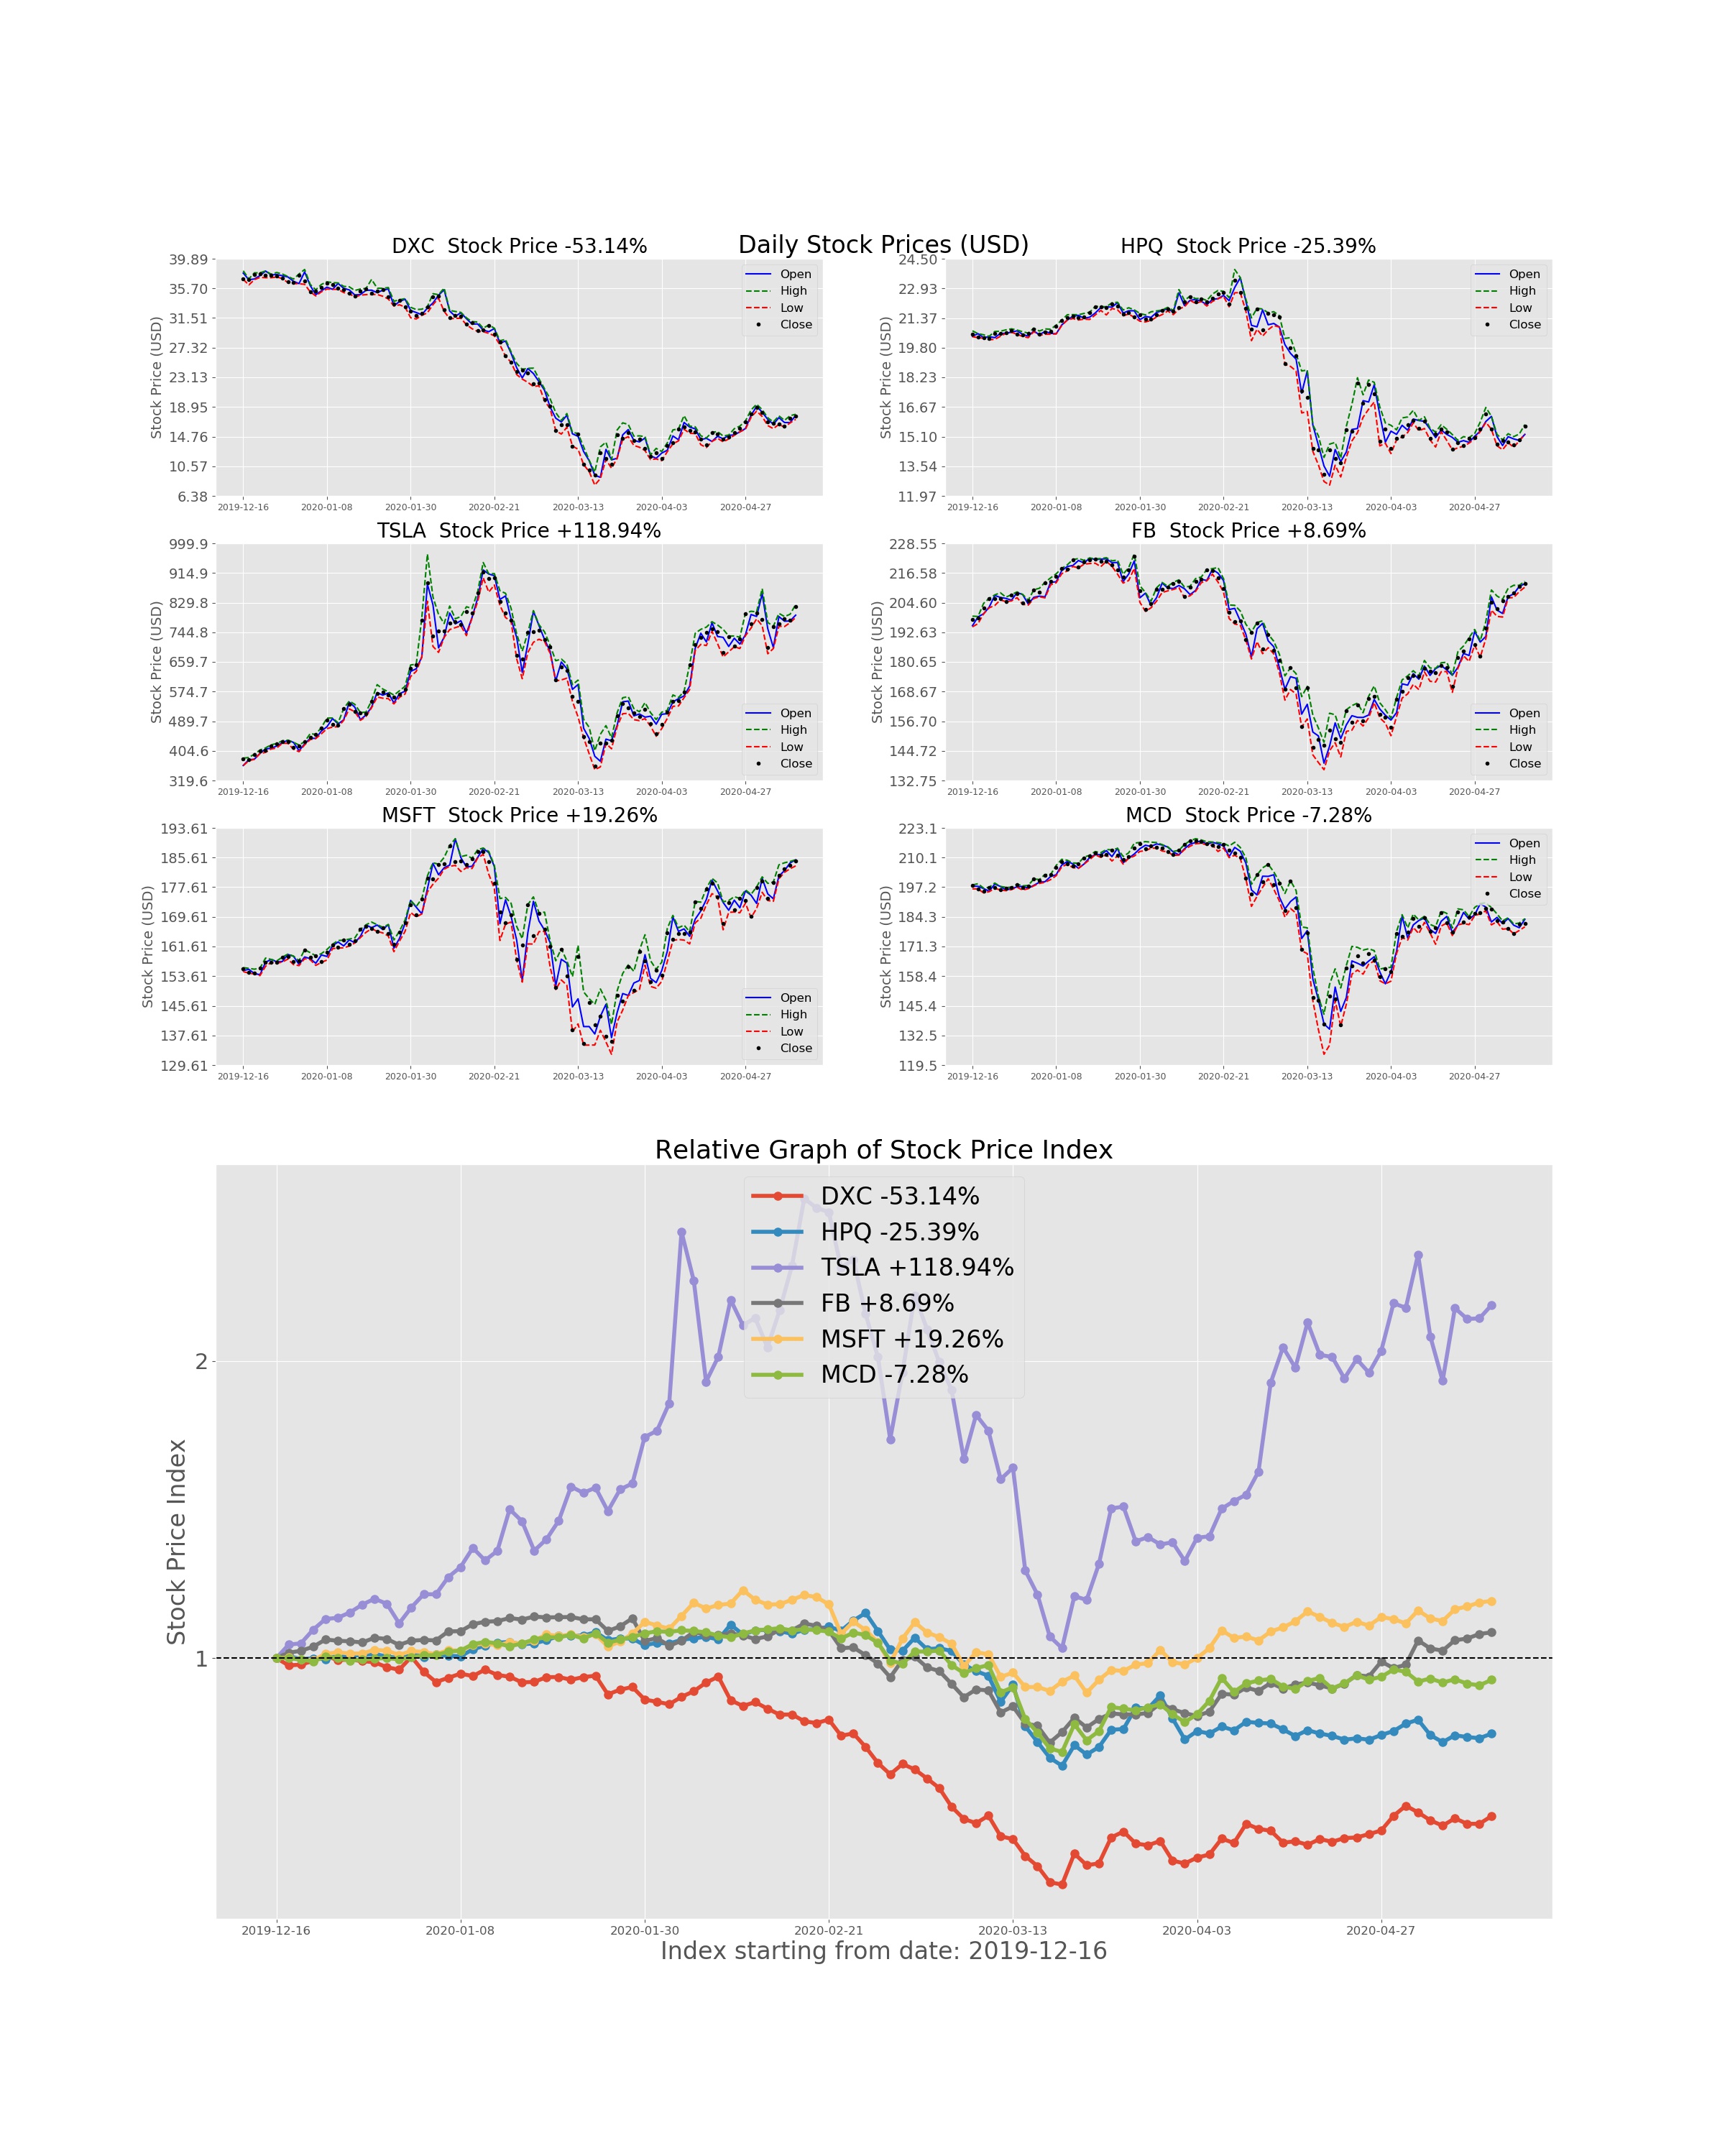 Daily Stock Prices (USD)
DXC  Stock Price -53.14%
Stock Price (USD)
39.89
35.70
31.51
27.32
23.13
18.95
14.76
10.57
6.38
Open
High
Low
Close
2019-12-16 2020-01-08 2020-01-30 2020-02-21 2020-03-13 2020-04-03 2020-04-27
HPQ  Stock Price -25.39%
Stock Price (USD)
24.50
22.93
21.37
19.80
18.23
16.67
15.10
13.54
11.97
Open
High
Low
Close
2019-12-16 2020-01-08 2020-01-30 2020-02-21 2020-03-13 2020-04-03 2020-04-27
TSLA  Stock Price +118.94%
Stock Price (USD)
999.9
914.9
829.8
744.8
659.7
574.7
489.7
404.6
319.6
Open
High
Low
Close
2019-12-16 2020-01-08 2020-01-30 2020-02-21 2020-03-13 2020-04-03 2020-04-27
FB  Stock Price +8.69%
Stock Price (USD)
228.55
216.58
204.60
192.63
180.65
168.67
156.70
144.72
132.75
Open
High
Low
Close
2019-12-16 2020-01-08 2020-01-30 2020-02-21 2020-03-13 2020-04-03 2020-04-27
MSFT  Stock Price +19.26%
Stock Price (USD)
193.61
185.61
177.61
169.61
161.61
153.61
145.61
137.61
129.61
Open
High
Low
Close
2019-12-16 2020-01-08 2020-01-30 2020-02-21 2020-03-13 2020-04-03 2020-04-27
MCD  Stock Price -7.28%
Stock Price (USD)
223.1
210.1
197.2
184.3
171.3
158.4
145.4
132.5
119.5
Open
High
Low
Close
2019-12-16 2020-01-08 2020-01-30 2020-02-21 2020-03-13 2020-04-03 2020-04-27
Relative Graph of Stock Price Index
Stock Price Index
2
1
DXC -53.14%
HPQ -25.39%
TSLA +118.94%
FB +8.69%
MSFT +19.26%
MCD -7.28%
2019-12-16 2020-01-08 2020-01-30 2020-02-21 2020-03-13 2020-04-03 2020-04-27
Index starting from date: 2019-12-16